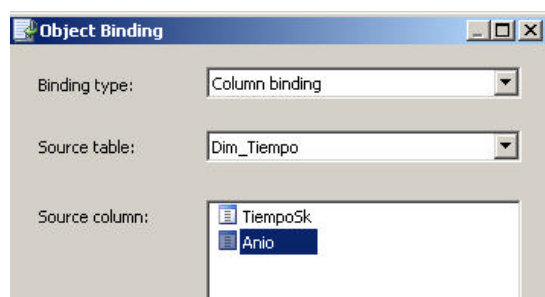 Object Binding
Binding type: Column binding
Source table: Dim_Tiempo
Source column: TiempoSk
Anio